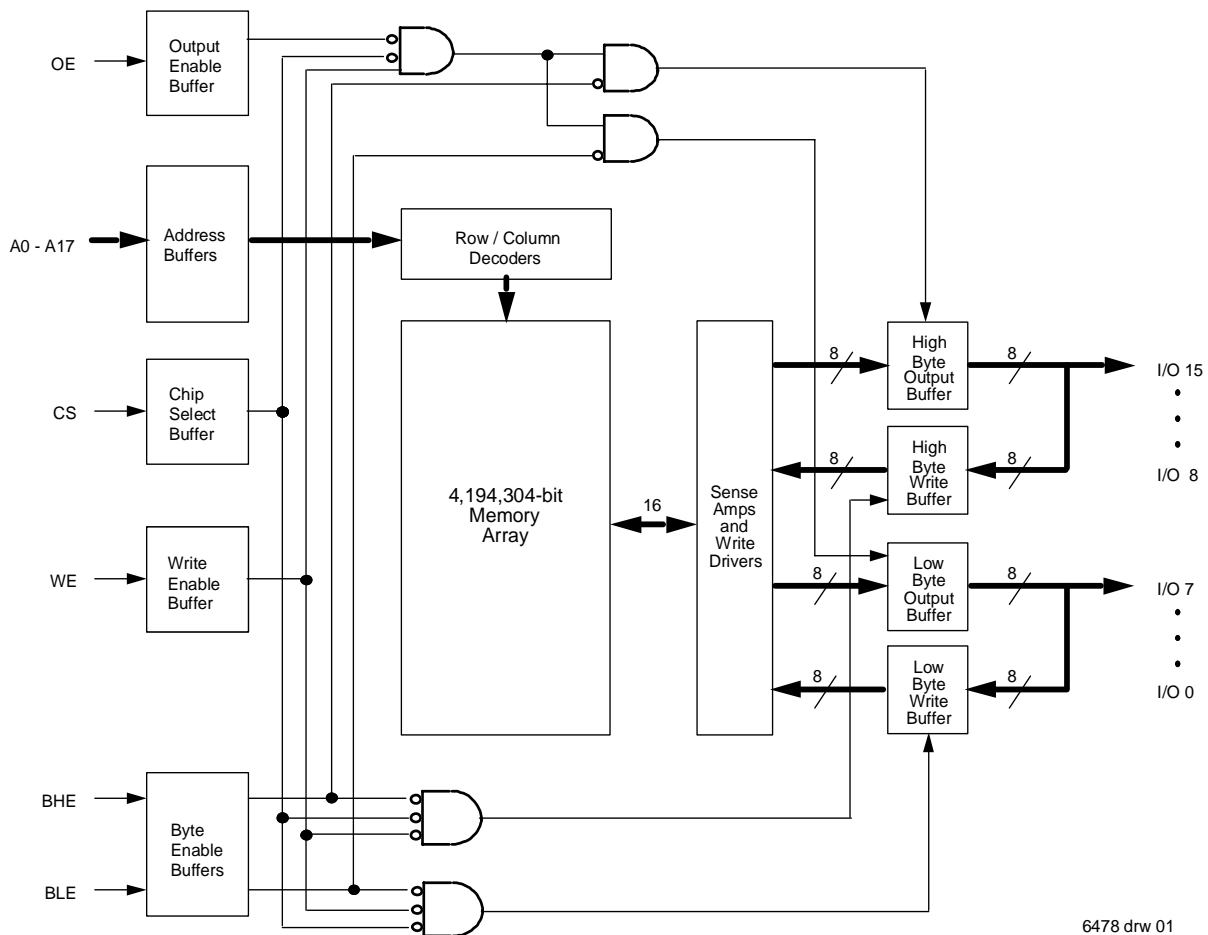 OE
Output
Enable
Buffer
A0 - A17
Address
Buffers
Row / Column
Decoders
CS
Chip
Select
Buffer
WE
Write
Enable
Buffer
4,194,304-bit
Memory
Array
16
Sense
Amps
and
Write
Drivers
8
High
Byte
Output
Buffer
8
I/O 15
8
High
Byte
Write
Buffer
8
I/O 8
8
Low
Byte
Output
Buffer
8
I/O 7
8
Low
Byte
Write
Buffer
8
I/O 0
BHE
Byte
Enable
Buffers
BLE
6478 drw 01